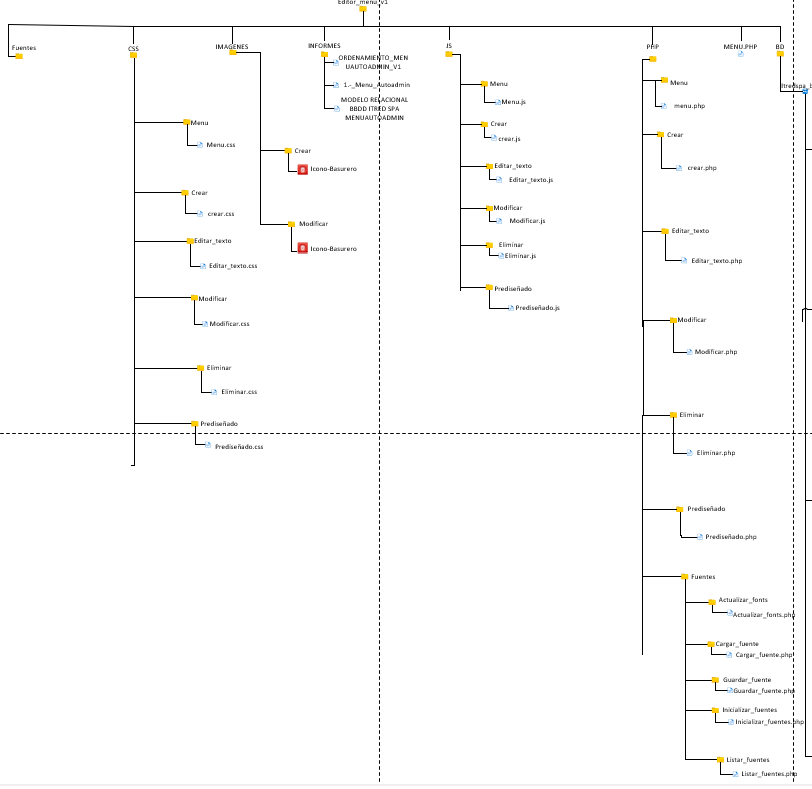 Editor_menu_v1
Fuentes
CSS
IMAGENES
INFORMES
JS
PHP
MENU.PHP
BD
Menu
Menu.css
Crear
crear.css
Editar_texto
Editar_texto.css
Modificar
Modificar.css
Eliminar
Eliminar.css
Prediseñado
Prediseñado.css
Crear
Icono-Basurero
Modificar
Icono-Basurero
ORDENAMIENTO_MEN
UAUTOADMIN_V1
1.-_Menu_Autoadmin
MODELO RELACIONAL
BBDD ITRED SPA
MENUAUTOADMIN
Menu
Menu.js
Crear
crear.js
Editar_texto
Editar_texto.js
Modificar
Modificar.js
Eliminar
Eliminar.js
Prediseñado
Prediseñado.js
Menu
menu.php
Crear
crear.php
Editar_texto
Editar_texto.php
Modificar
Modificar.php
Eliminar
Eliminar.php
Prediseñado
Prediseñado.php
Fuentes
Actualizar_fonts
Actualizar_fonts.php
Cargar_fuente
Cargar_fuente.php
Guardar_fuente
Guardar_fuente.php
Inicializar_fuentes
Inicializar_fuentes.php
Listar_fuentes
Listar_fuentes.php